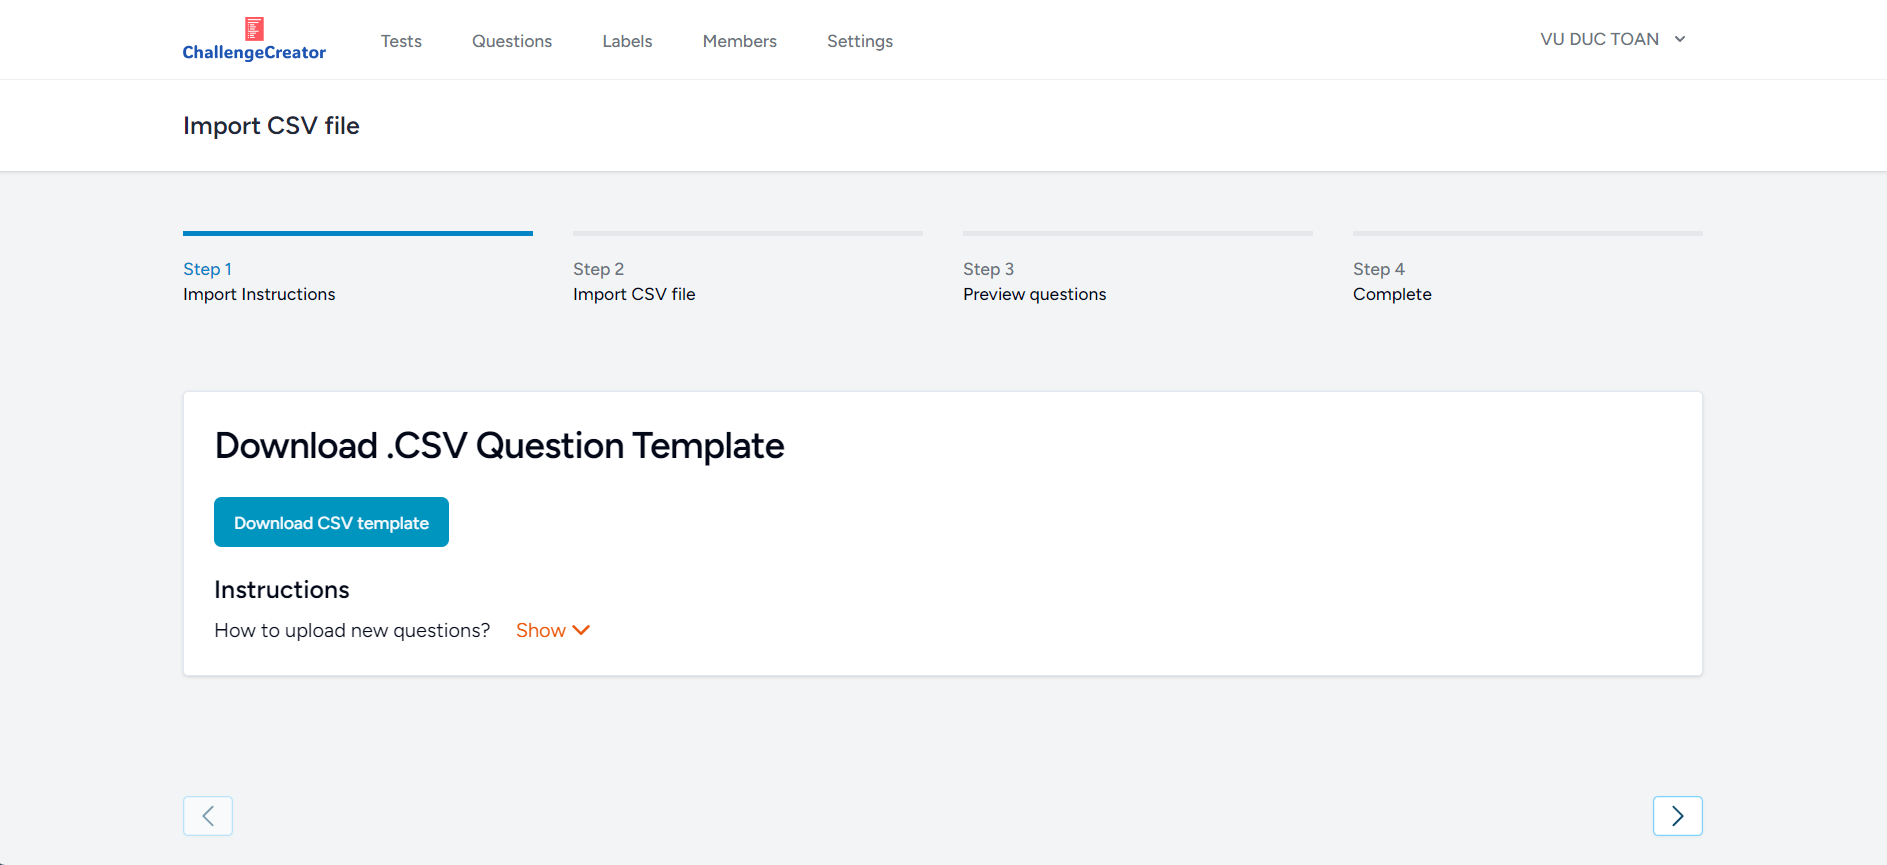 ChallengeCreator
Tests Questions Labels Members Settings
VU DUC TOAN
Import CSV file
Step 1
Import Instructions
Step 2
Import CSV file
Step 3
Preview questions
Step 4
Complete
Download .CSV Question Template
Download CSV template
Instructions
How to upload new questions? Show